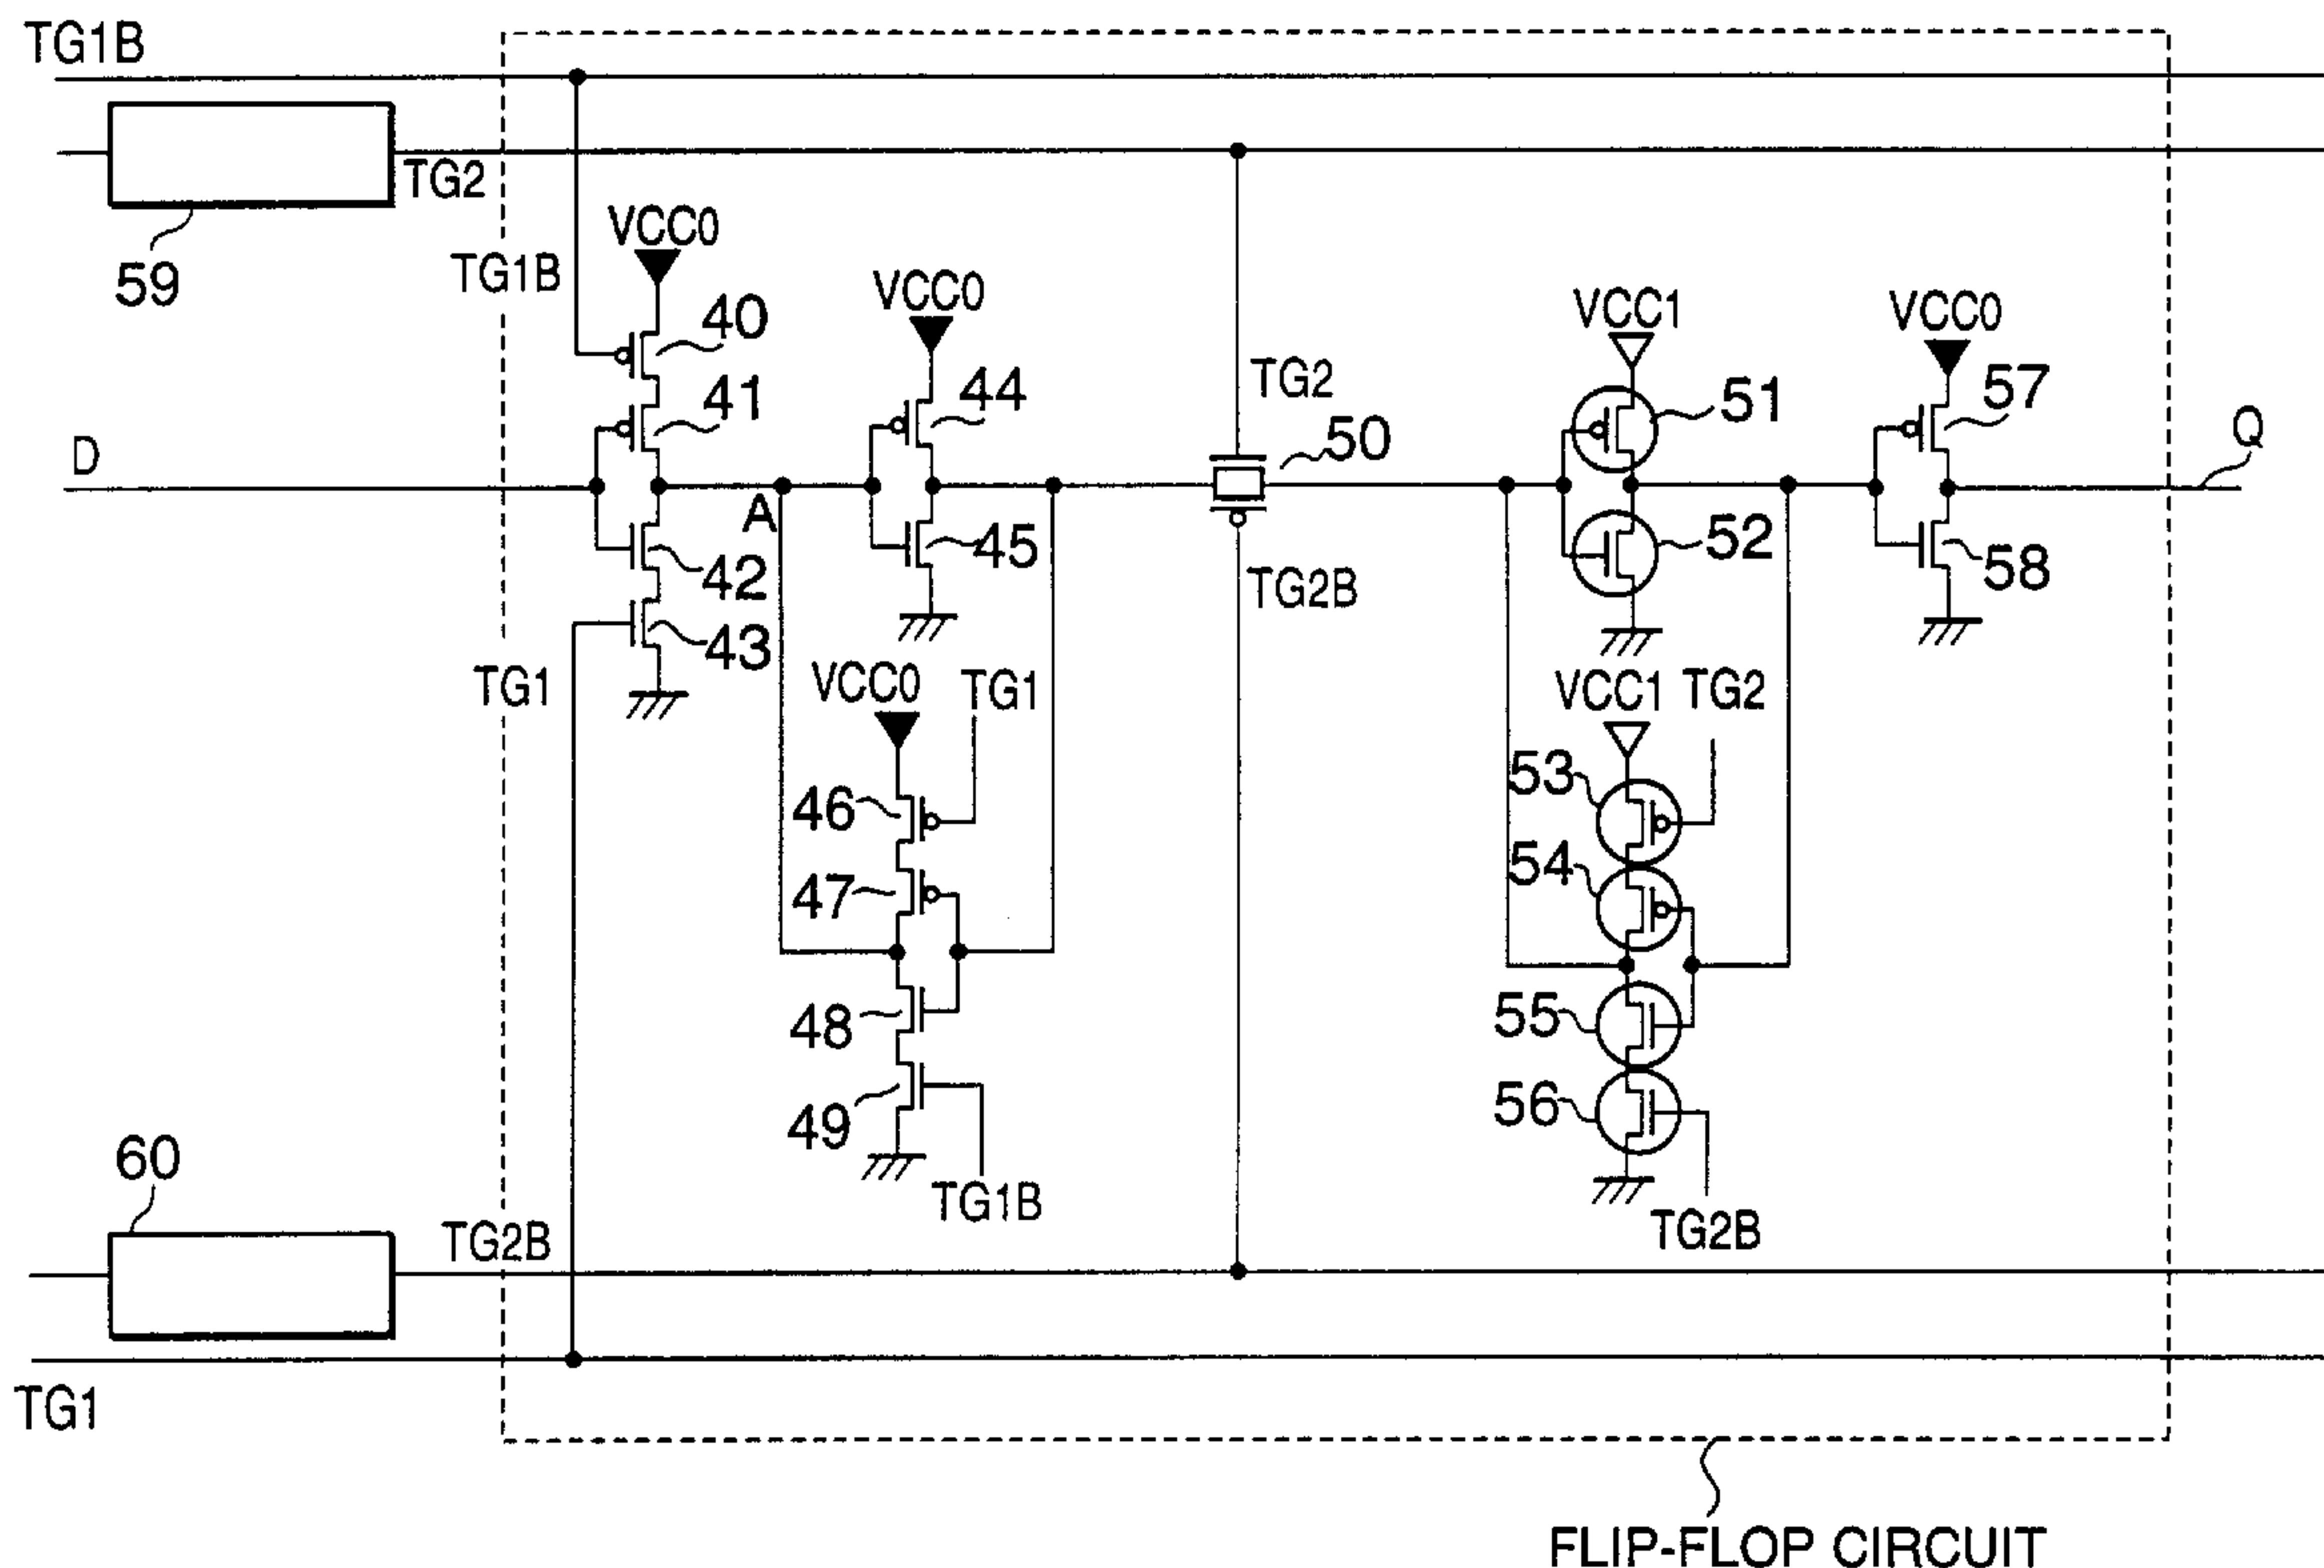 TG1B
TG2
59
TG1B
VCC0
40
41
VCC0
44
TG2
50
VCC1
51
VCC0
57
Q
D
A
42
45
52
58
43
TG2B
TG1
VCC0
TG1
VCC1
TG2
46
53
47
54
48
55
49
56
TG1B
TG2B
60
TG2B
TG1
FLIP-FLOP CIRCUIT